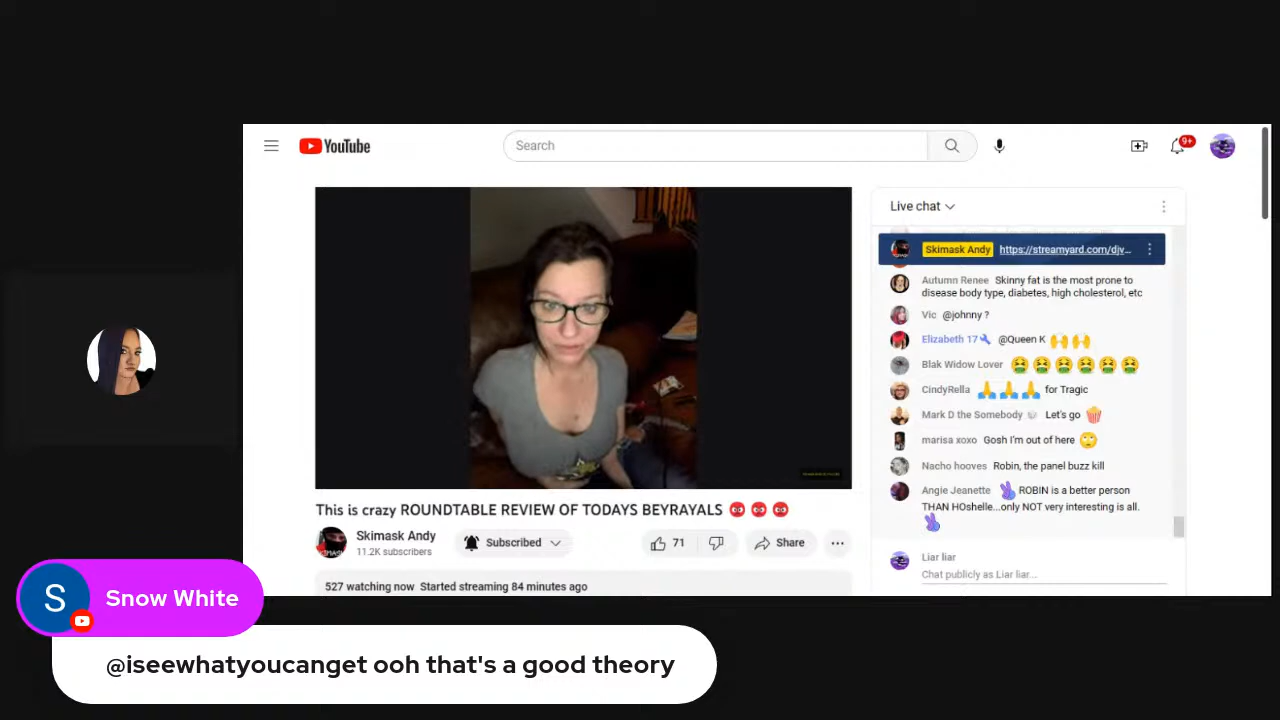 YouTube
Search
9+
Live chat
Skimask Andy https://streamyard.com/djv...
Autumn Renee Skinny fat is the most prone to
disease body type, diabetes, high cholesterol, etc
Vic @johnny ?
Elizabeth 17 @Queen K 🙌 🙌
Blak Widow Lover 🤮 🤮 🤮 🤮 🤮 🤮
CindyRella 🙏🙏🙏 for Tragic
Mark D the Somebody Let's go 🍿
marisa xoxo Gosh I'm out of here 🙄
Nacho hooves Robin, the panel buzz kill
Angie Jeanette ROBIN is a better person
THAN HOshelle...only NOT very interesting is all.
Liar liar
Chat publicly as Liar liar...
This is crazy ROUNDTABLE REVIEW OF TODAYS BEYRAYALS
Skimask Andy
11.2K subscribers
Subscribed
71
Share
527 watching now Started streaming 84 minutes ago
S
Snow White
@iseewhatyoucanget ooh that's a good theory